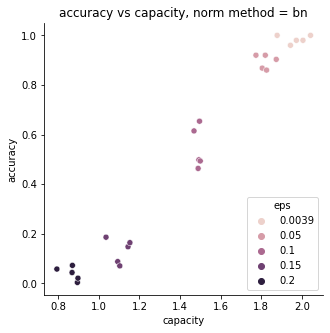 accuracy vs capacity, norm method = bn
1.0
0.8
0.6
0.4
0.2
0.0
accuracy
eps
0.0039
0.05
0.1
0.15
0.2
0.8 1.0 1.2 1.4 1.6 1.8 2.0
capacity